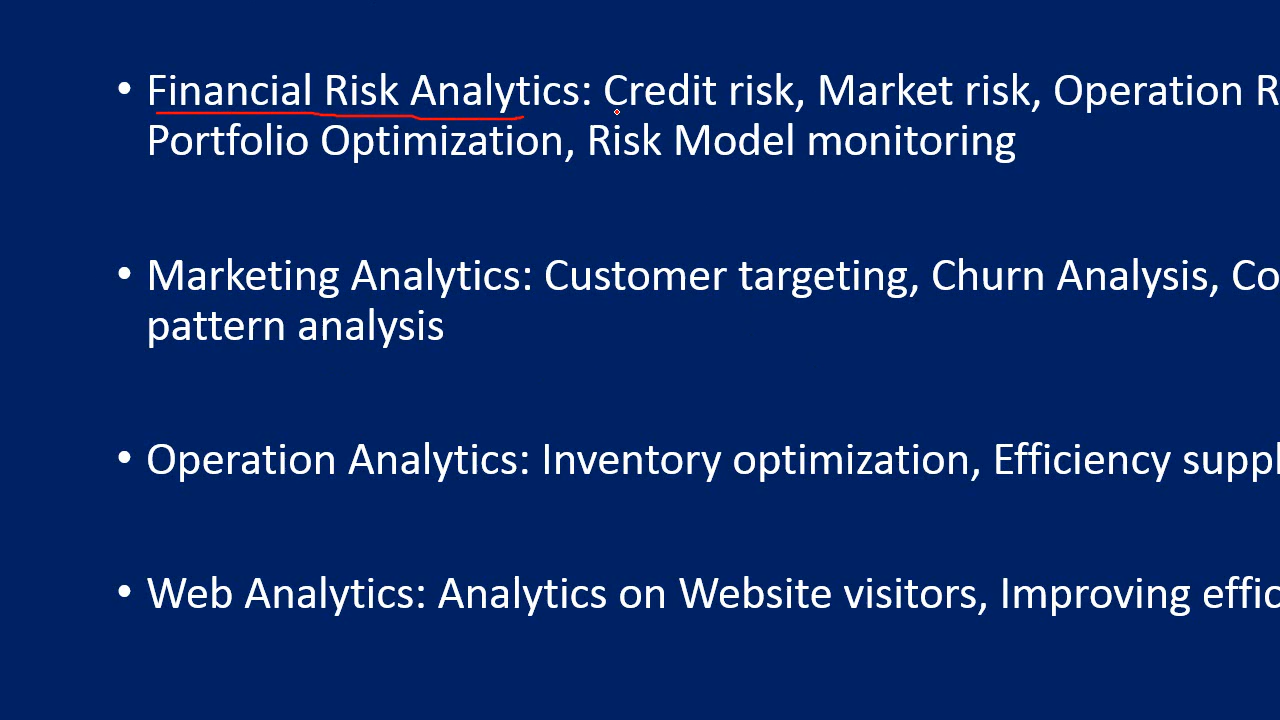 • Financial Risk Analytics: Credit risk, Market risk, Operation
Portfolio Optimization, Risk Model monitoring
• Marketing Analytics: Customer targeting, Churn Analysis,
pattern analysis
• Operation Analytics: Inventory optimization, Efficiency
• Web Analytics: Analytics on Website visitors, Improving